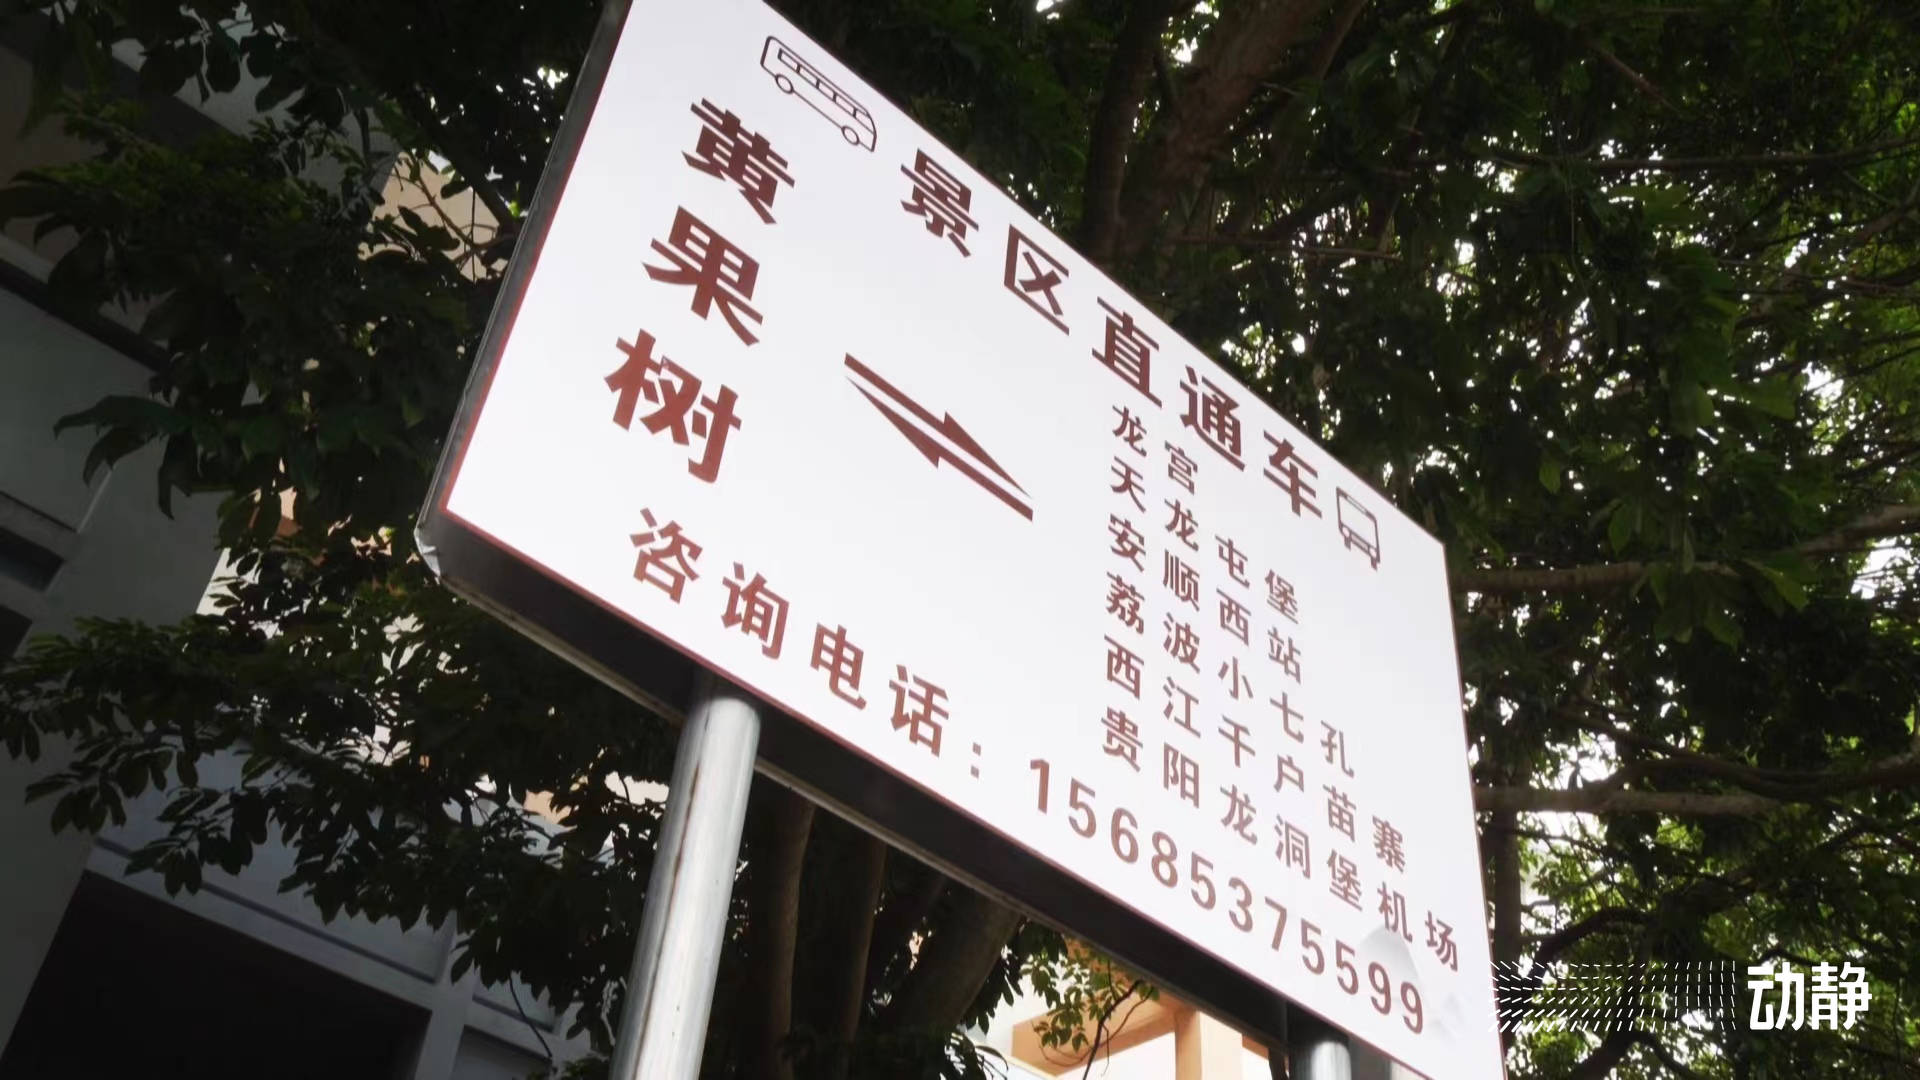 景区直通车
黄果树
龙宫
天龙屯堡
安顺西站
荔波小七孔
西江千户苗寨
贵阳龙洞堡机场
咨询电话：15685375599
动静